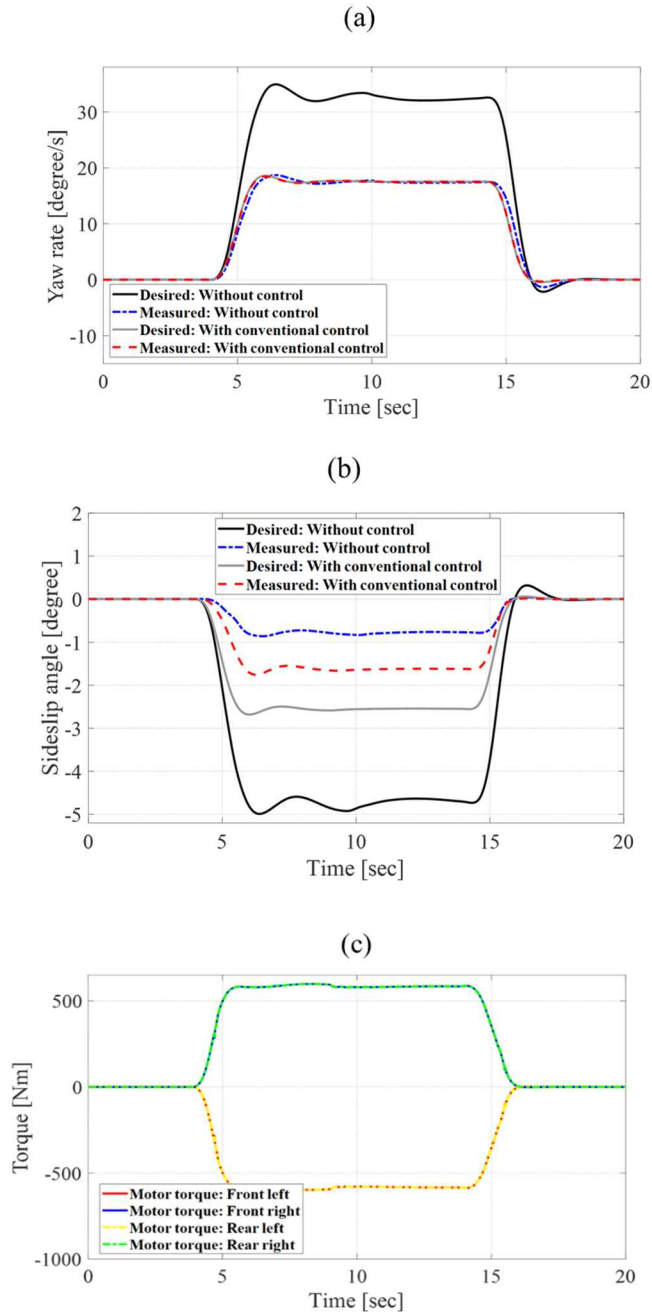 (a)
30
20
10
0
-10
Yaw rate [degree/s]
Desired: Without control
Measured: Without control
Desired: With conventional control
Measured: With conventional control
0 5 10 15 20
Time [sec]
(b)
2
1
0
-1
-2
-3
-4
-5
Sideslip angle [degree]
Desired: Without control
Measured: Without control
Desired: With conventional control
Measured: With conventional control
0 5 10 15 20
Time [sec]
(c)
500
0
-500
-1000
Torque [Nm]
Motor torque: Front left
Motor torque: Front right
Motor torque: Rear left
Motor torque: Rear right
0 5 10 15 20
Time [sec]